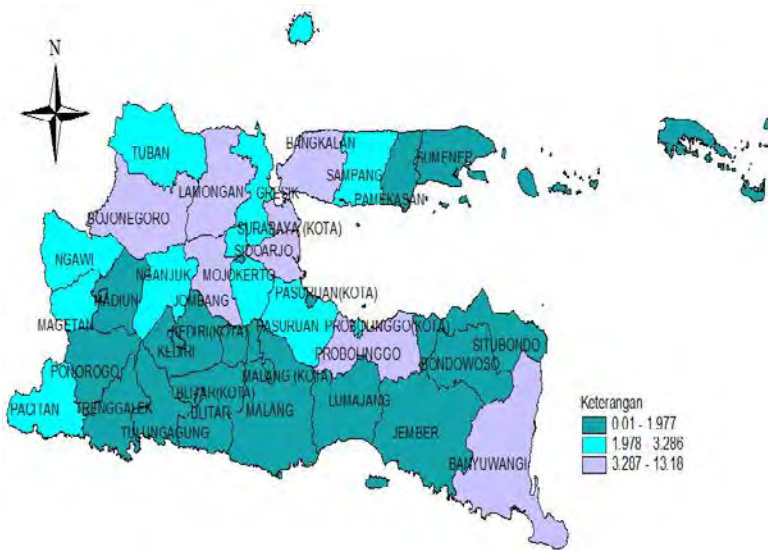 N
TUBAN
BANGKALAN
SUMENEP
SAMPANG
LAMONGAN
GRESIK
PAMEKASAN
BOJONEGORO
SURABAYA (KOTA)
SIDOARJO
NGAWI
NGANJUK
MOJOKERTO
MADIUN
JOMBANG
PASURUAN(KOTA)
MAGETAN
KEDIRI(KOTA)
PASURUAN
PROBOLINGGO(KOTA)
KEDIRI
PROBOLINGGO
SITUBONDO
BONDOWOSO
PONOROGO
MALANG (KOTA)
BLITAR(KOTA)
PACITAN
TRENGGALEK
BLITAR
MALANG
LUMAJANG
TULUNGAGUNG
JEMBER
BANYUWANGI
Keterangan
0.01 - 1.977
1.978 - 3.286
3.287 - 13.18